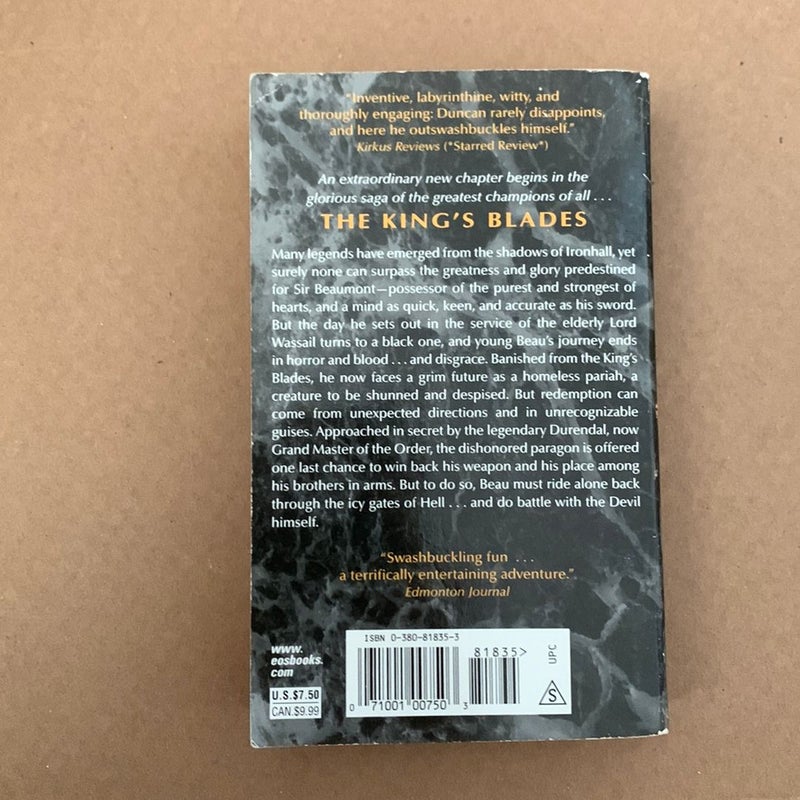 "Inventive, labyrinthine, witty, and
thoroughly engaging: Duncan rarely disappoints,
and here he outswashbuckles himself."
Kirkus Reviews (*Starred Review*)
An extraordinary new chapter begins in the
glorious saga of the greatest champions of all . . .
THE KING'S BLADES
Many legends have emerged from the shadows of Ironhall, yet
surely none can surpass the greatness and glory predestined
for Sir Beaumont—possessor of the purest and strongest of
hearts, and a mind as quick, keen, and accurate as his sword.
But the day he sets out in the service of the elderly Lord
Wassail turns to a black one, and young Beau's journey ends
in horror and blood . . . and disgrace. Banished from the King's
Blades, he now faces a grim future as a homeless pariah, a
creature to be shunned and despised. But redemption can
come from unexpected directions and in unrecognizable
guises. Approached in secret by the legendary Durendal, now
Grand Master of the Order, the dishonored paragon is offered
one last chance to win back his weapon and his place among
his brothers in arms. But to do so, Beau must ride alone back
through the icy gates of Hell . . . and do battle with the Devil
himself.
"Swashbuckling fun . . .
a terrifically entertaining adventure."
Edmonton Journal
www.
eosbooks.
com
U.S.$7.50
CAN.$9.99
ISBN 0-380-81835-3
81835>
0 71001 00750 3
UPC
S